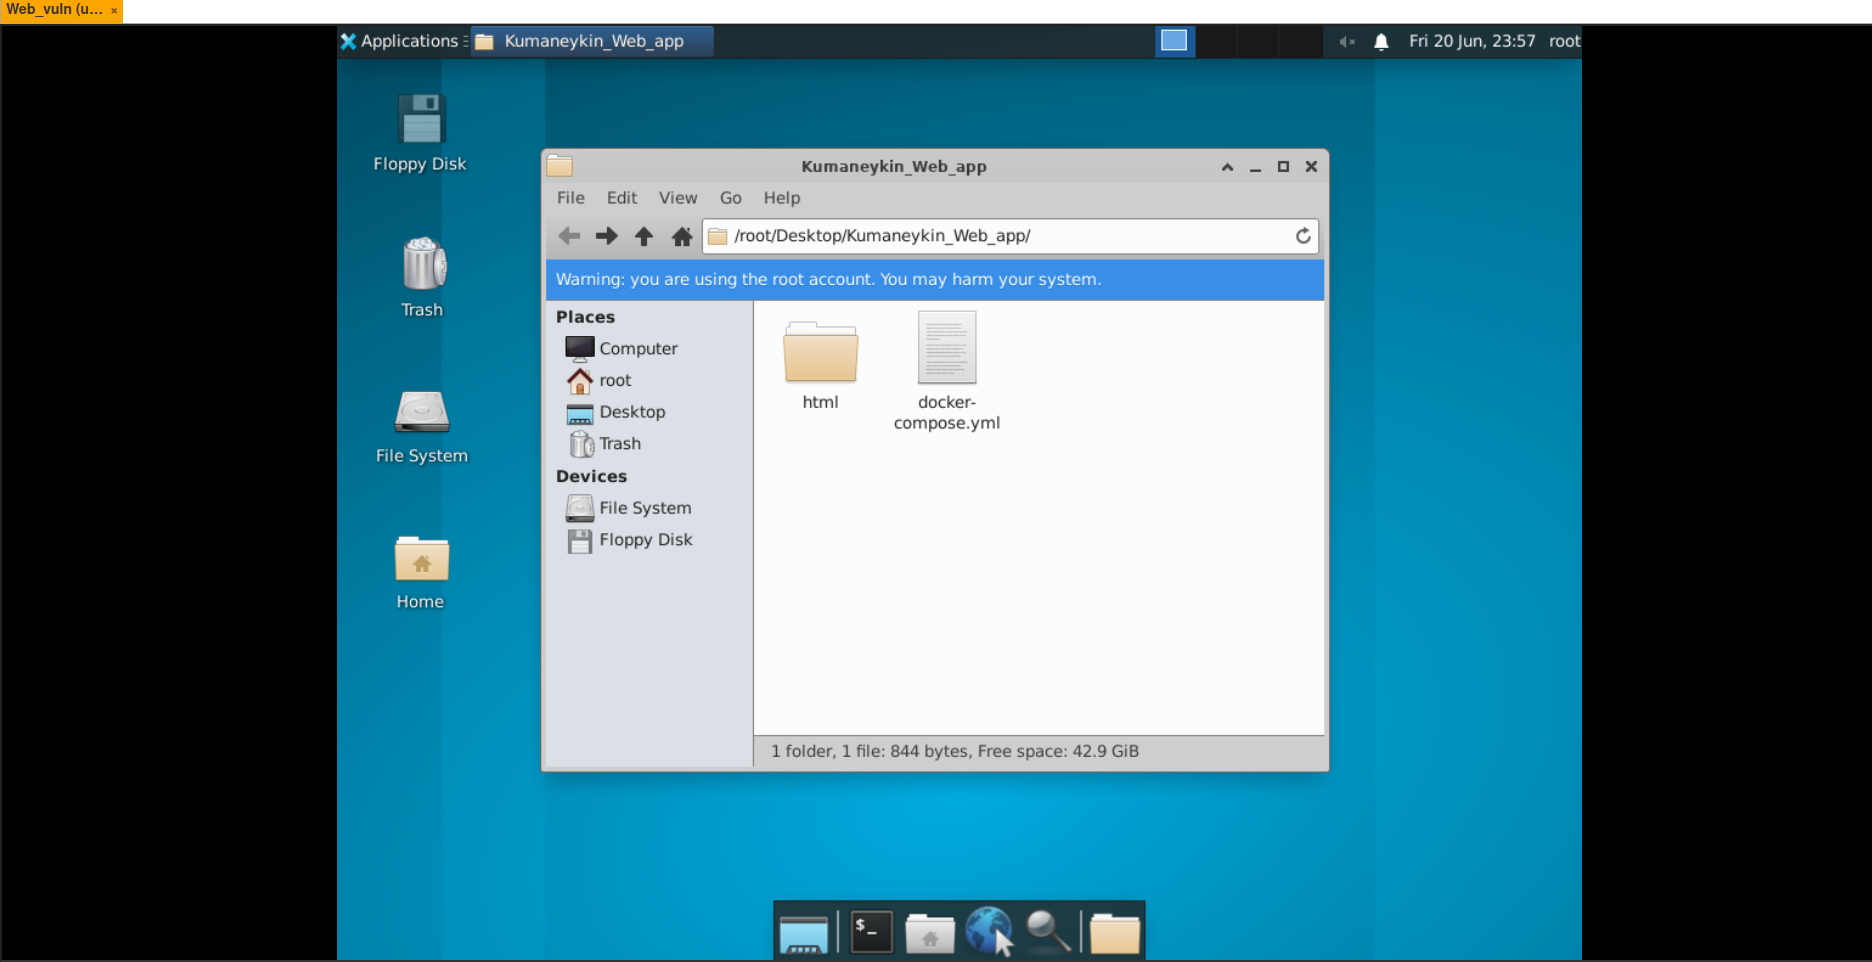 Web_vuln (u... ×
Applications
Kumaneykin_Web_app
Fri 20 Jun, 23:57
root
Floppy Disk
Trash
File System
Home
Kumaneykin_Web_app
File Edit View Go Help
/root/Desktop/Kumaneykin_Web_app/
Warning: you are using the root account. You may harm your system.
Places
Computer
root
Desktop
Trash
Devices
File System
Floppy Disk
html
docker-
compose.yml
1 folder, 1 file: 844 bytes, Free space: 42.9 GiB
$_